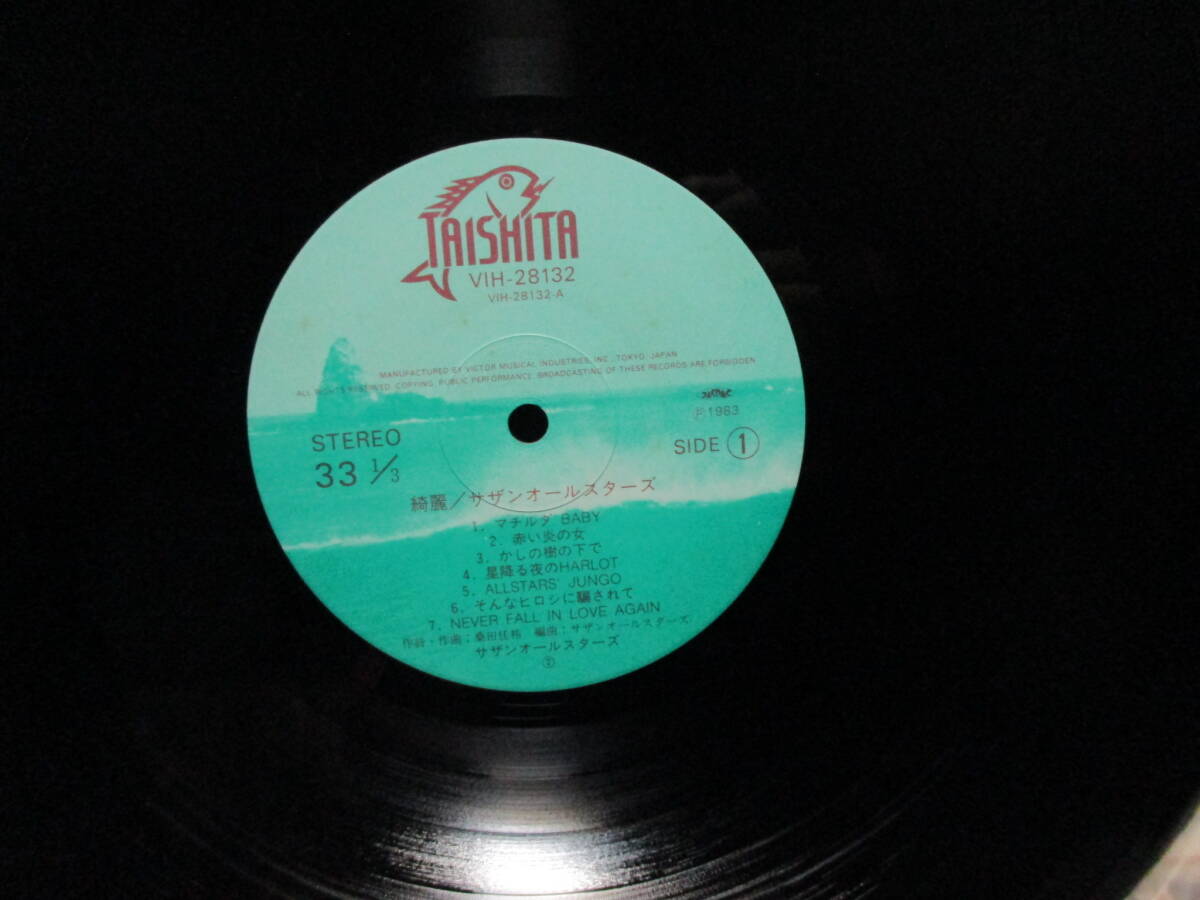 TAISHITA
VIH-28132
VIH-28132-A
MANUFACTURED BY VICTOR MUSICAL INDUSTRIES, INC., TOKYO, JAPAN
ALL RIGHTS RESERVED. COPYING, PUBLIC PERFORMANCE, BROADCASTING OF THESE RECORDS ARE FORBIDDEN
Ⓟ1983
STEREO
33 1/3
SIDE 1
綺麗/サザンオールスターズ
1. マチルダ BABY
2. 赤い炎の女
3. かしの樹の下で
4. 星降る夜のHARLOT
5. ALLSTARS' JUNGO
6. そんなヒロシに騙されて
7. NEVER FALL IN LOVE AGAIN
作詩・作曲；桑田佳祐 編曲；サザンオールスターズ
サザンオールスターズ